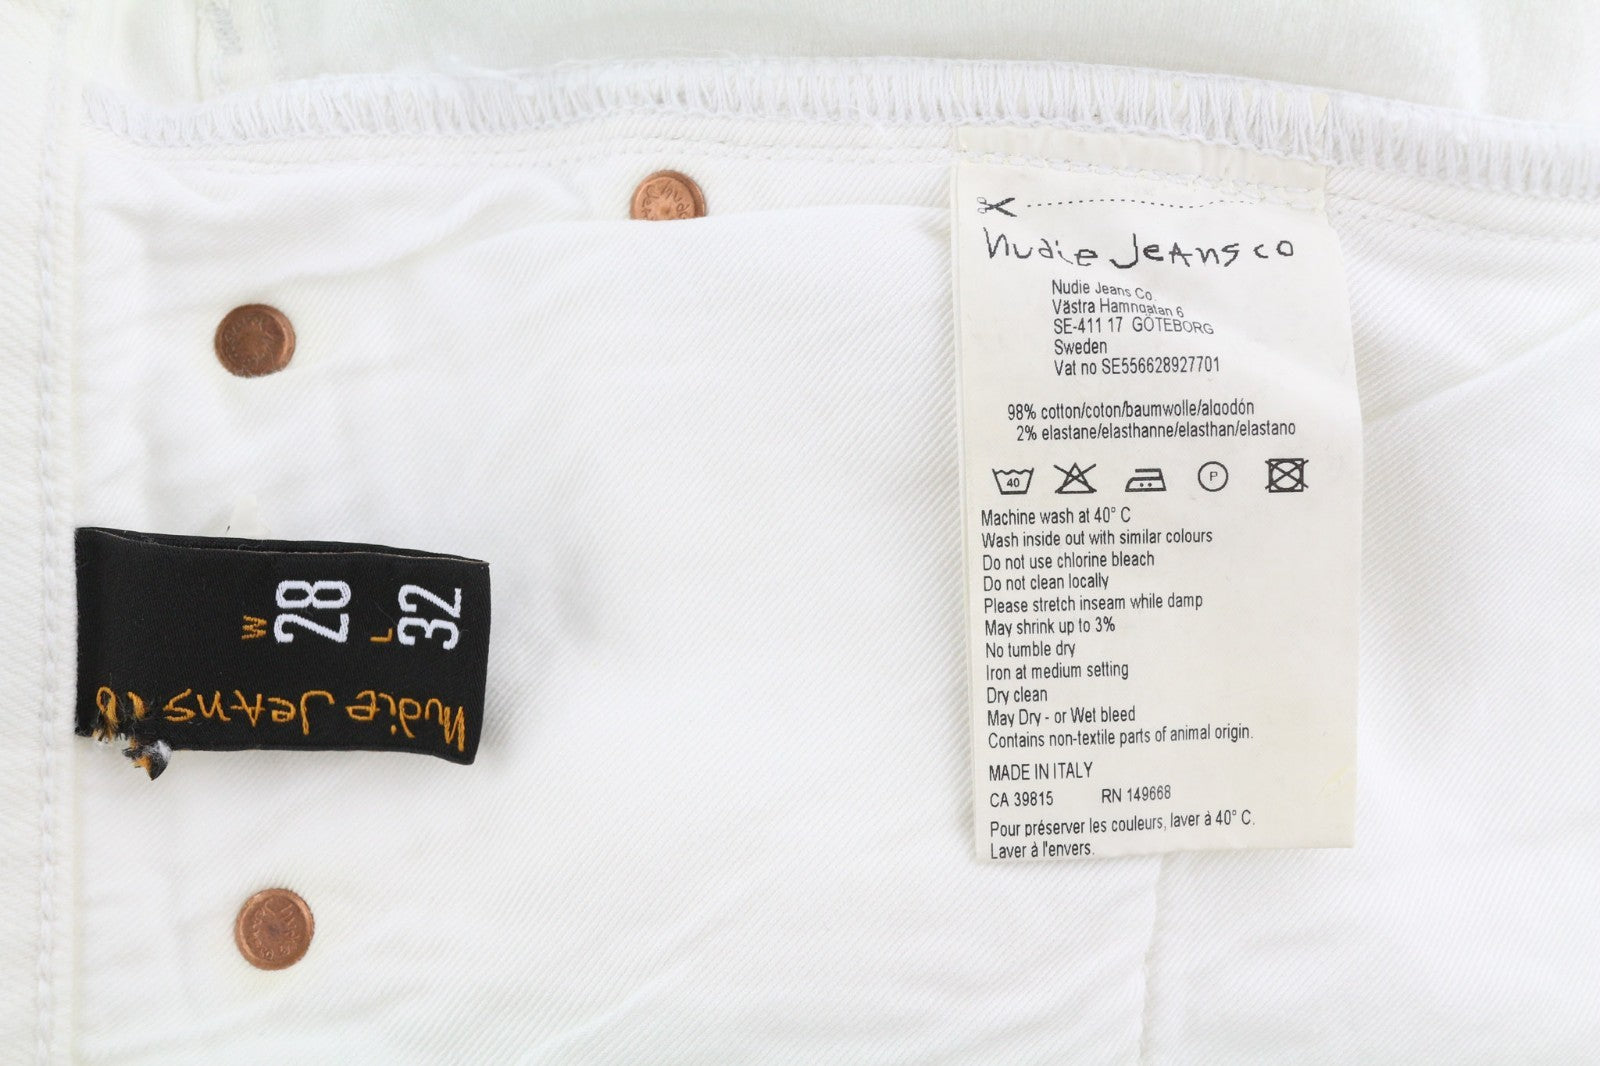 W
28
L
32
Nudie Jeans Co
Nudie Jeans co
Nudie Jeans Co.
Västra Hamngatan 6
SE-411 17 GÖTEBORG
Sweden
Vat no SE556628927701
98% cotton/coton/baumwolle/algodón
2% elastane/elasthanne/elasthan/elastano
40
P
Machine wash at 40° C
Wash inside out with similar colours
Do not use chlorine bleach
Do not clean locally
Please stretch inseam while damp
May shrink up to 3%
No tumble dry
Iron at medium setting
Dry clean
May Dry - or Wet bleed
Contains non-textile parts of animal origin.
MADE IN ITALY
CA 39815 RN 149668
Pour préserver les couleurs, laver à 40° C.
Laver à l'envers.